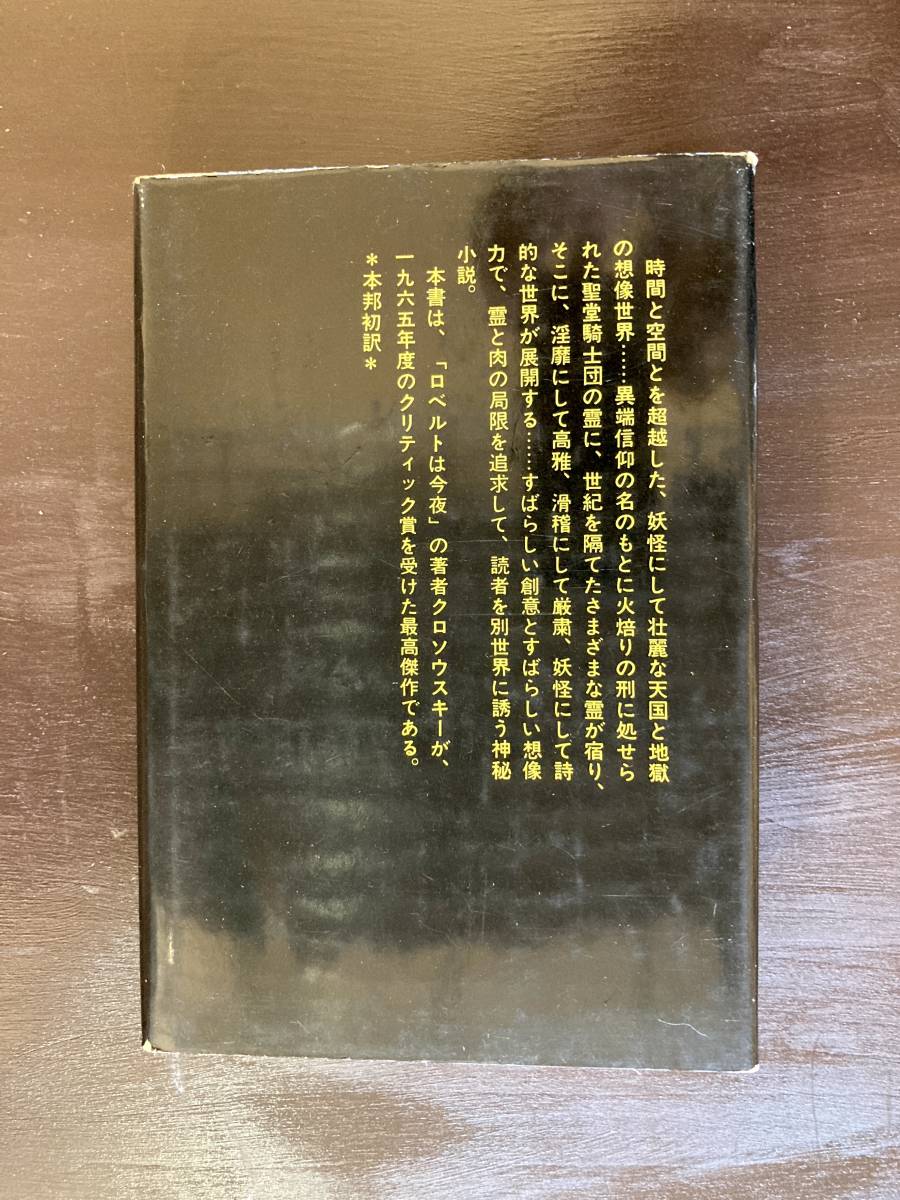 時間と空間とを超越した、妖怪にして壮麗な天国と地獄
の想像世界……異端信仰の名のもとに火焙りの刑に処せら
れた聖堂騎士団の霊に、世紀を隔てたさまざまな霊が宿り、
そこに、淫靡にして高雅、滑稽にして厳粛、妖怪にして詩
的な世界が展開する……すばらしい創意とすばらしい想像
力で、霊と肉の局限を追求して、読者を別世界に誘う神秘
小説。
本書は、「ロベルトは今夜」の著者クロソウスキーが、
一九六五年度のクリティック賞を受けた最高傑作である。
＊本邦初訳＊